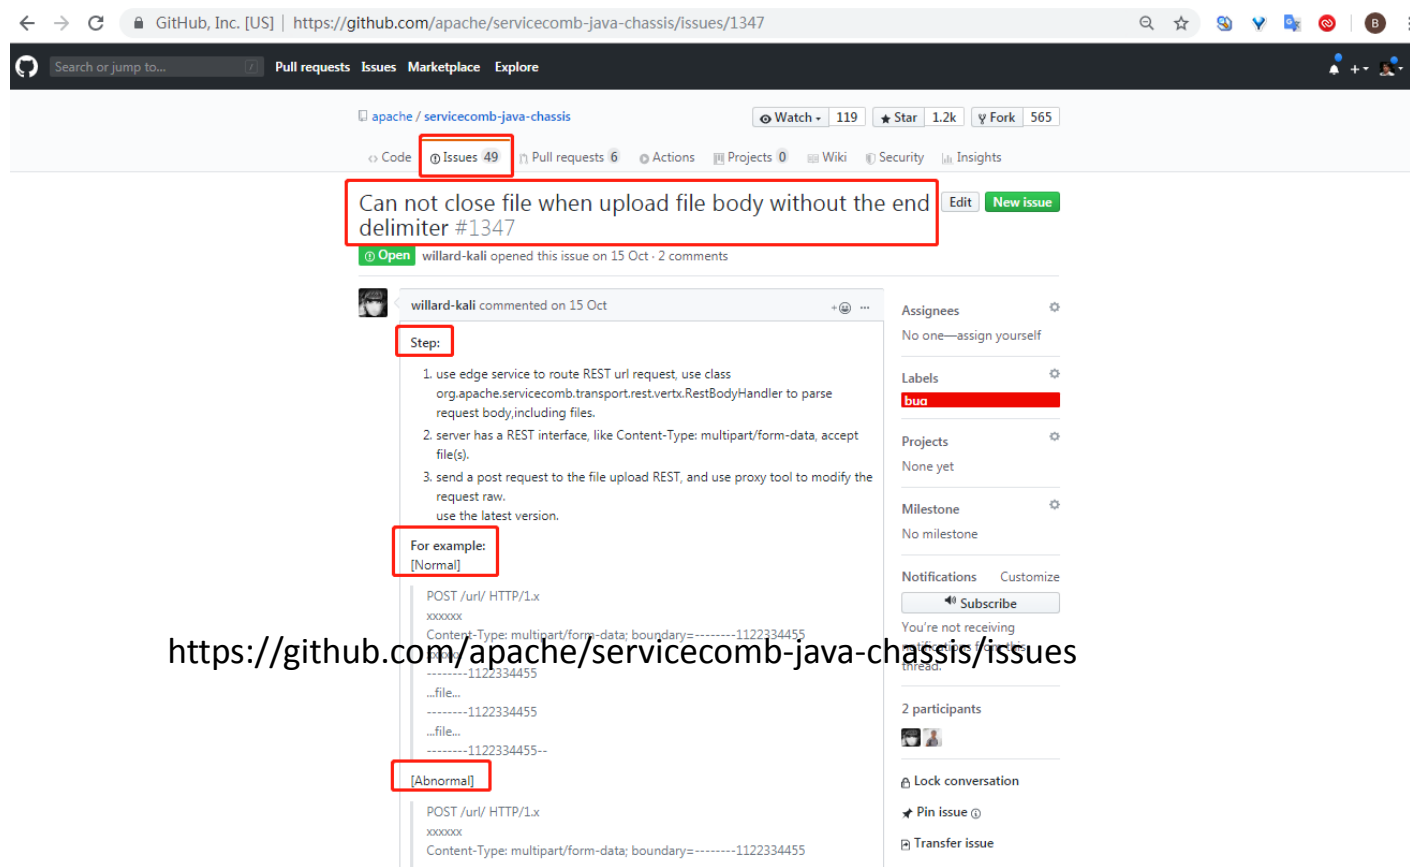 GitHub, Inc. [US] | https://github.com/apache/servicecomb-java-chassis/issues/1347
B
Search or jump to... /
Pull requests Issues Marketplace Explore
apache / servicecomb-java-chassis
Watch 119 Star 1.2k Fork 565
Code Issues 49 Pull requests 6 Actions Projects 0 Wiki Security Insights
Can not close file when upload file body without the end
delimiter #1347
Edit New issue
Open willard-kali opened this issue on 15 Oct · 2 comments
willard-kali commented on 15 Oct
Step:
1. use edge service to route REST url request, use class
org.apache.servicecomb.transport.rest.vertx.RestBodyHandler to parse
request body,including files.
2. server has a REST interface, like Content-Type: multipart/form-data, accept
file(s).
3. send a post request to the file upload REST, and use proxy tool to modify the
request raw.
use the latest version.
For example:
[Normal]
POST /url/ HTTP/1.x
xxxxxx
Content-Type: multipart/form-data; boundary=--------1122334455
https://github.com/apache/servicecomb-java-chassis/issues
--------1122334455
...file...
--------1122334455
...file...
--------1122334455--
[Abnormal]
POST /url/ HTTP/1.x
xxxxxx
Content-Type: multipart/form-data; boundary=--------1122334455
Assignees
No one—assign yourself
Labels
bug
Projects
None yet
Milestone
No milestone
Notifications Customize
Subscribe
You're not receiving
notifications from this
thread.
2 participants
Lock conversation
Pin issue
Transfer issue